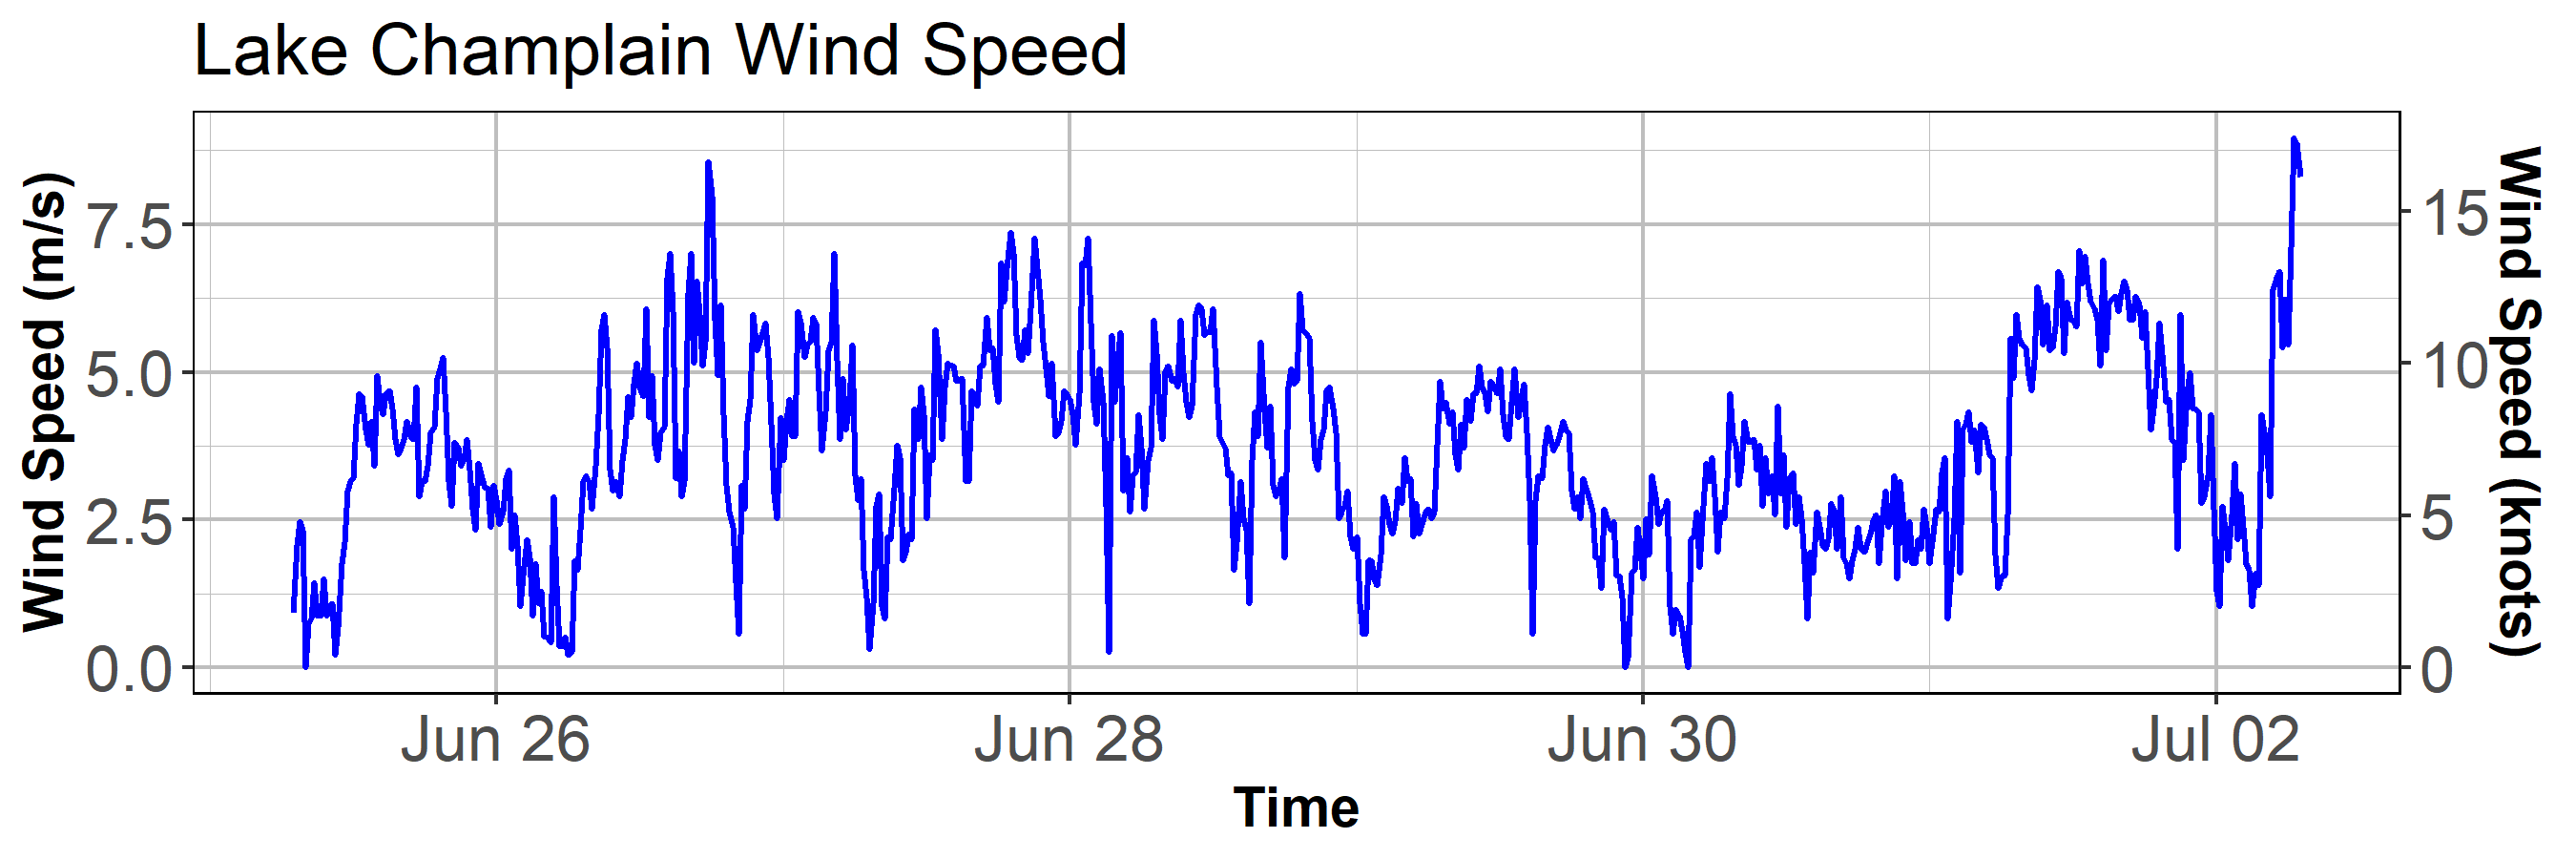 Lake Champlain Wind Speed
Wind Speed (m/s)
7.5
5.0
2.5
0.0
15
10
5
0
Wind Speed (knots)
Jun 26
Jun 28
Jun 30
Jul 02
Time